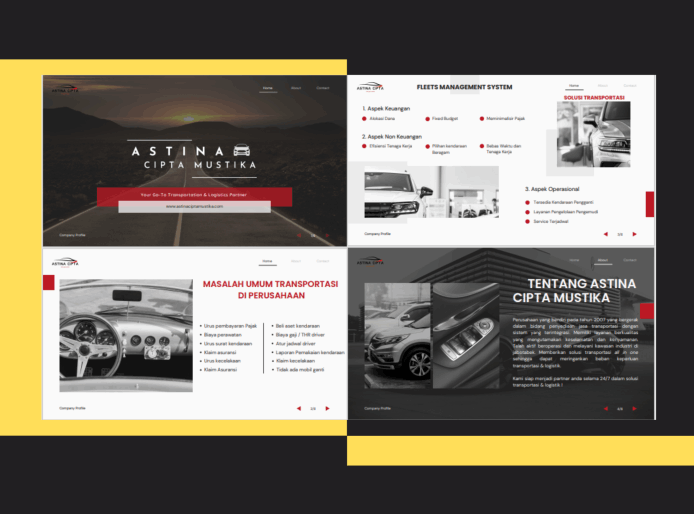 ASTINA CIPTA
Home About Contact
ASTINA
CIPTA MUSTIKA
Your Go-To Transportation & Logistics Partner
www.astinaciptamustika.com
Company Profile
ASTINA CIPTA
FLEETS MANAGEMENT SYSTEM
Home About Contact
SOLUSI TRANSPORTASI
1. Aspek Keuangan
Alokasi Dana
Fixed Budget
Meminimalisir Pajak
2. Aspek Non Keuangan
Efisiensi Tenaga Kerja
Pilihan kendaraan
Beragam
Bebas Waktu dan
Tenaga Kerja
3. Aspek Operasional
Tersedia Kendaraan Pengganti
Layanan Pengelolaan Pengemudi
Service Terjadwal
Company Profile
ASTINA CIPTA
Home About Contact
MASALAH UMUM TRANSPORTASI
DI PERUSAHAAN
Urus pembayaran Pajak
Biaya perawatan
Urus surat kendaraan
Klaim asuransi
Urus kecelakaan
Klaim Asuransi
Beli aset kendaraan
Biaya gaji / THR driver
Atur jadwal driver
Laporan Pemakaian kendaraan
Klaim kecelakaan
Tidak ada mobil ganti
Company Profile
ASTINA CIPTA
Home About Contact
TENTANG ASTINA
CIPTA MUSTIKA
Perusahaan yang berdiri pada tahun 2007 yang bergerak
dalam bidang penyediaan jasa transportasi dengan
sistem yang terintegrasi. Memiliki layanan berkualitas
yang mengutamakan keselamatan dan kenyamanan.
Telah aktif beroperasi dan melayani kawasan industri di
jabotabek. Memberikan solusi transportasi all in one
sehingga dapat meringankan beban keperluan
transportasi & logistik.
Kami siap menjadi partner anda selama 24/7 dalam solusi
transportasi & logistik !
Company Profile